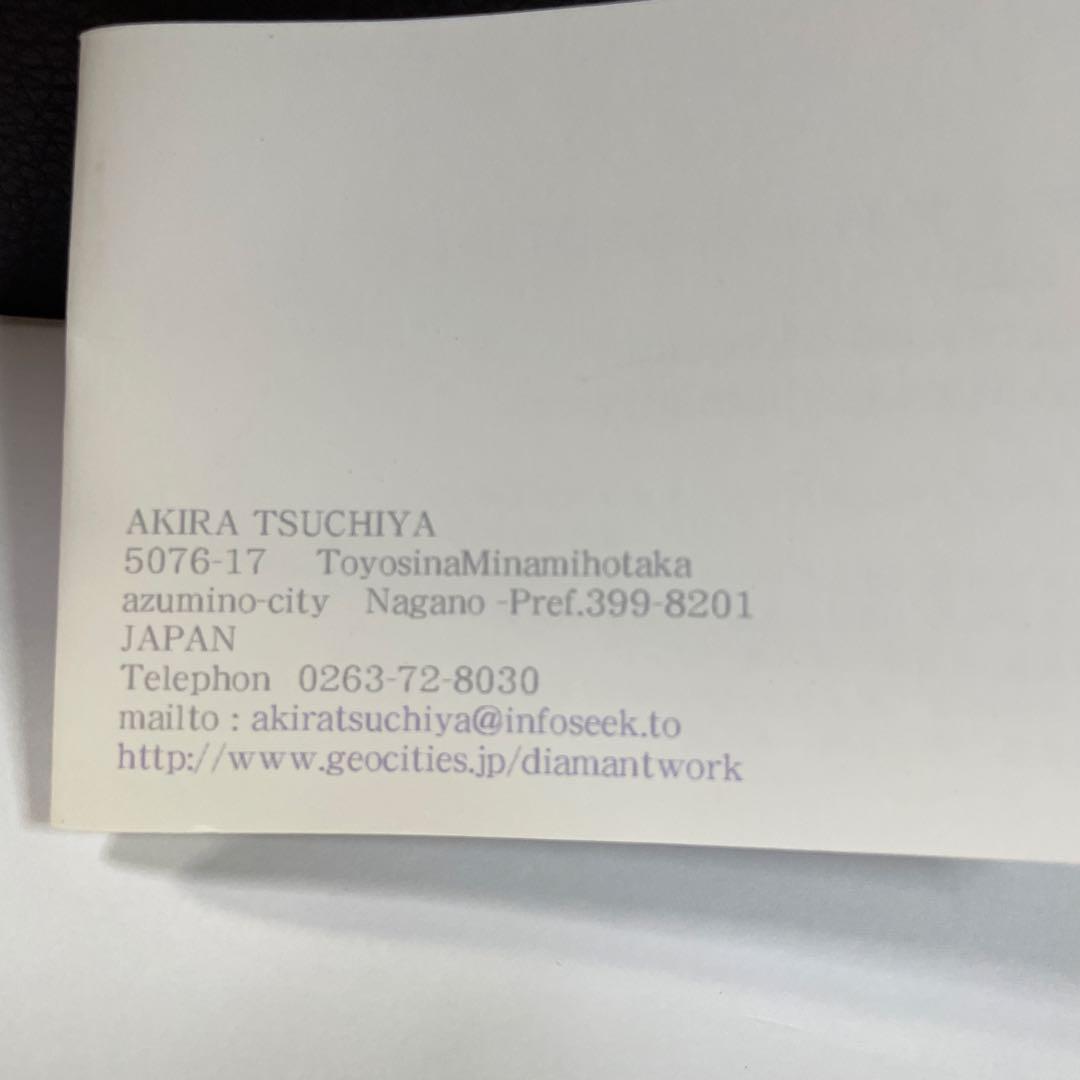 AKIRA TSUCHIYA
5076-17 ToyosinaMinamihotaka
azumino-city Nagano -Pref.399-8201
JAPAN
Telephon 0263-72-8030
mailto : akiratsuchiya@infoseek.to
http://www.geocities.jp/diamantwork